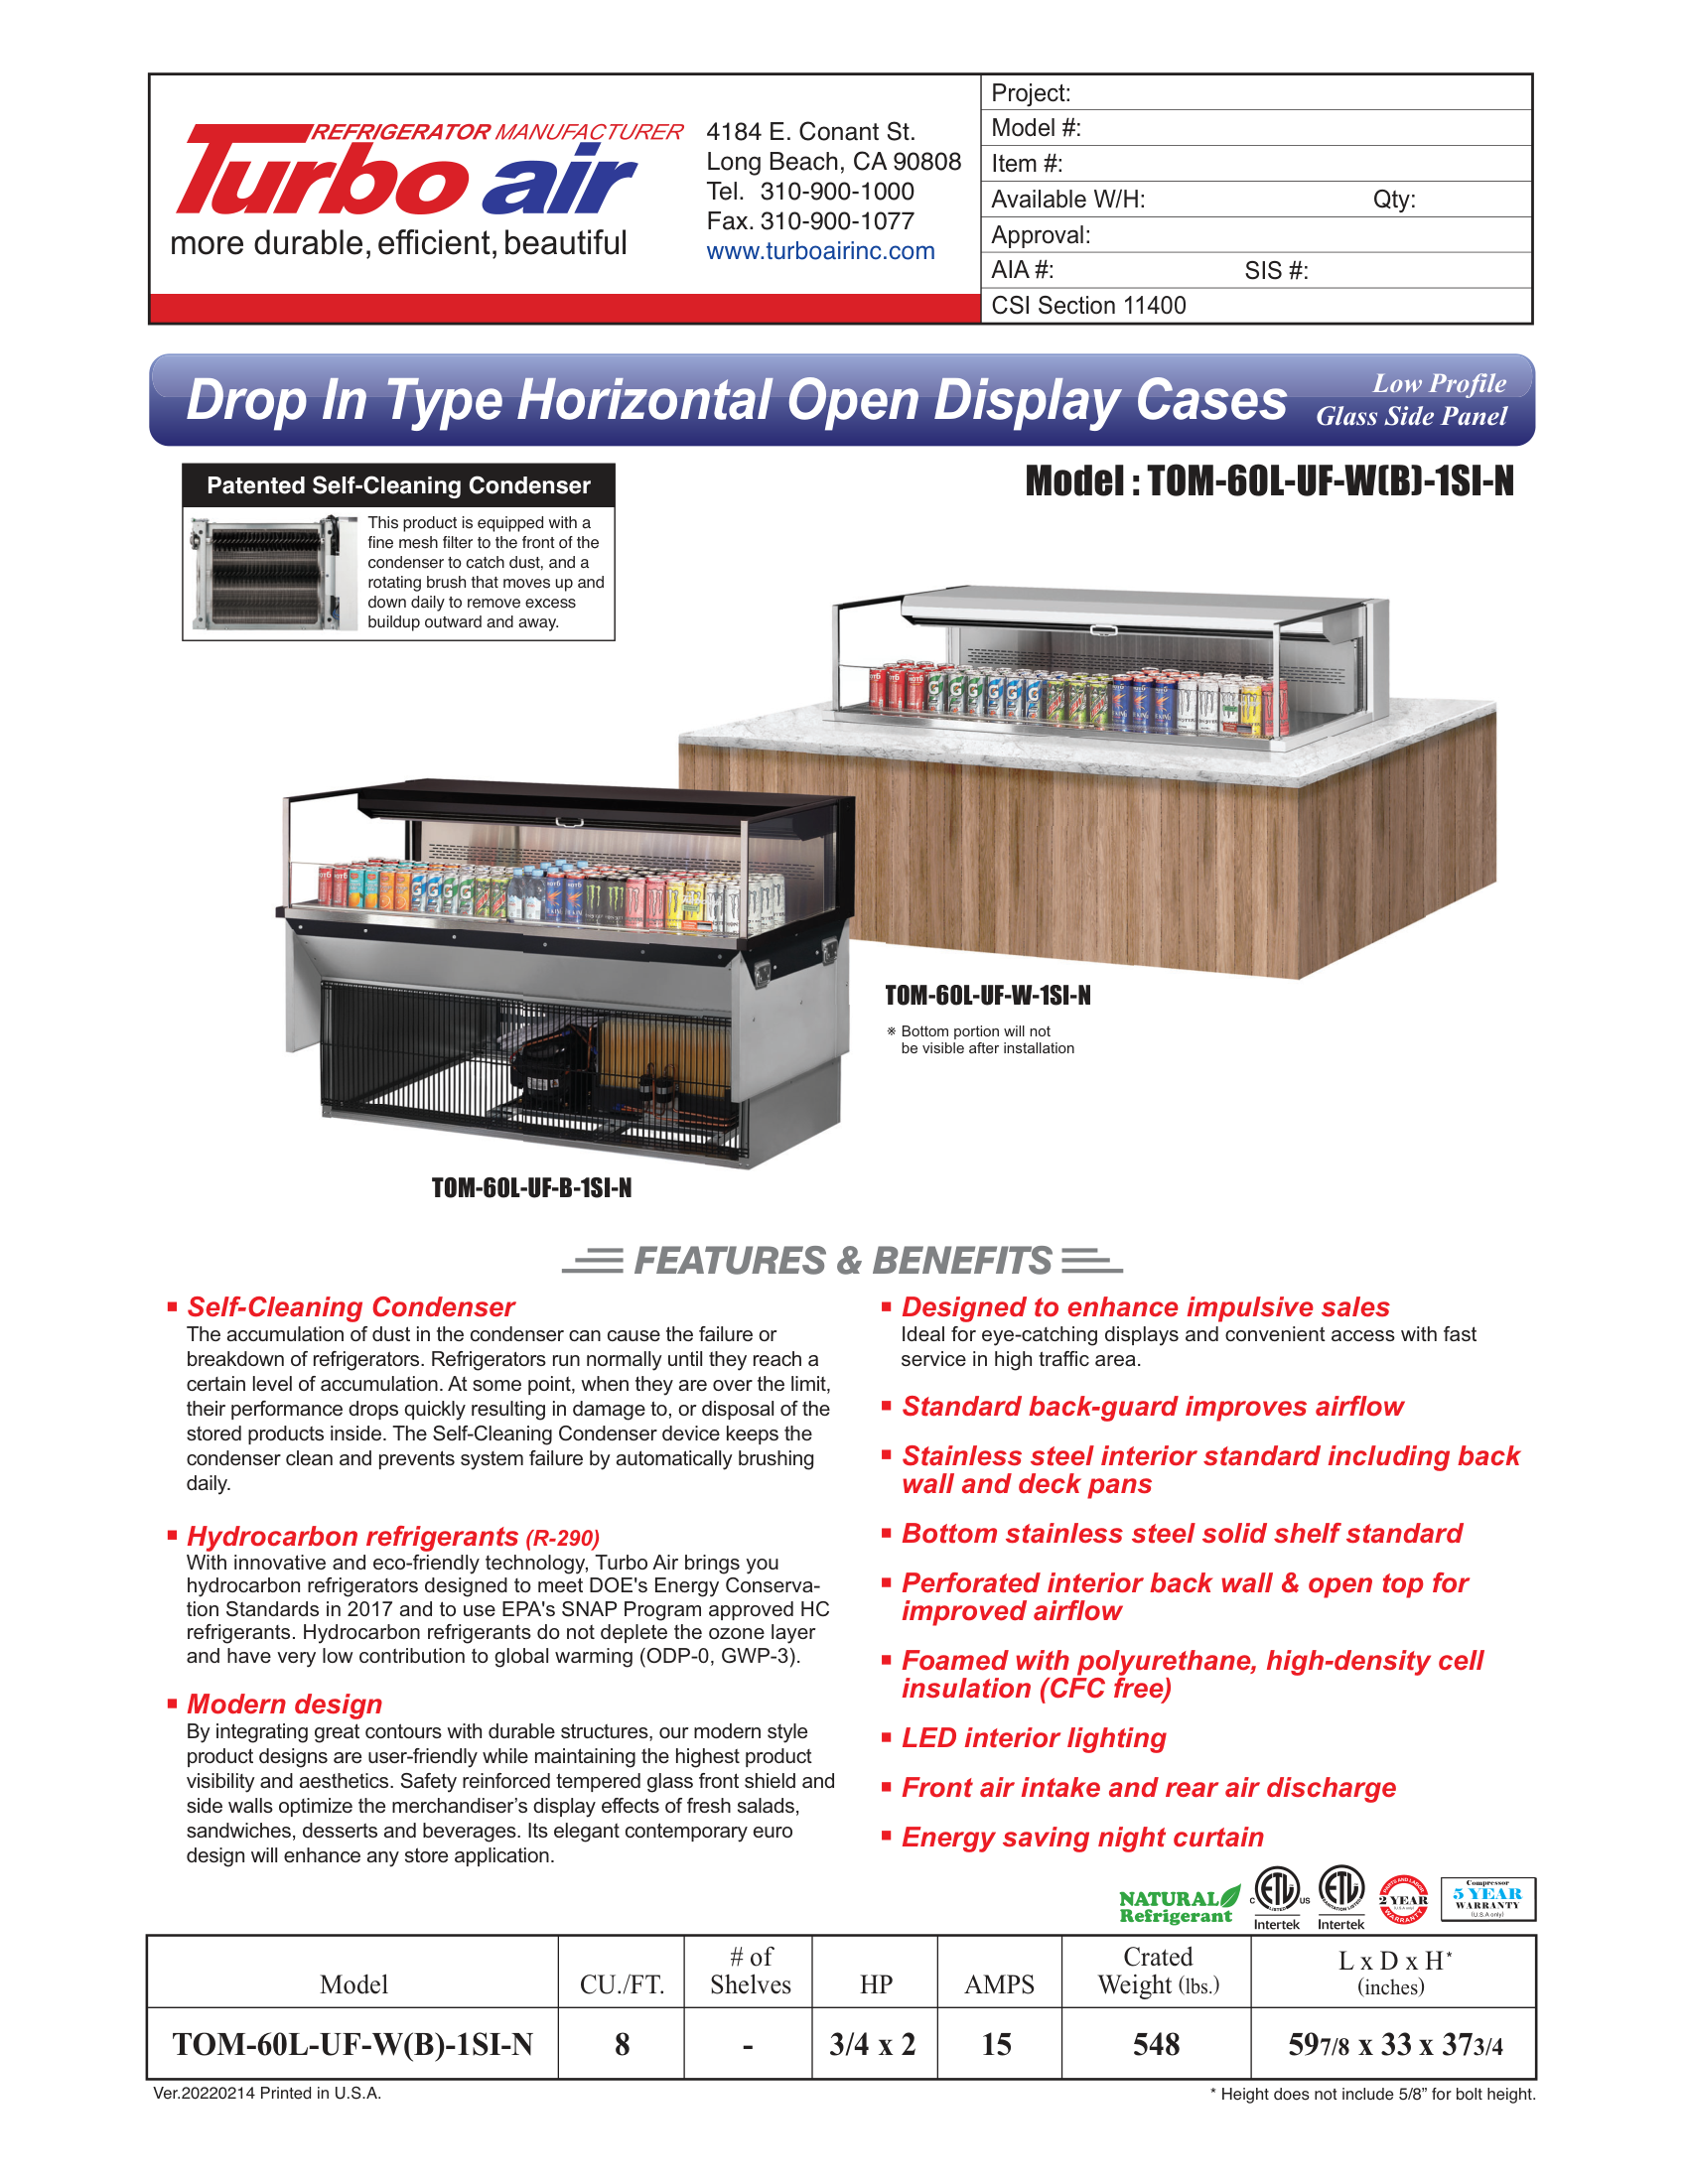 REFRIGERATOR MANUFACTURER
Turbo air
more durable, efficient, beautiful
4184 E. Conant St.
Long Beach, CA 90808
Tel. 310-900-1000
Fax. 310-900-1077
www.turboairinc.com
Project:
Model #:
Item #:
Available W/H: Qty:
Approval:
AIA #: SIS #:
CSI Section 11400
Drop In Type Horizontal Open Display Cases
Low Profile
Glass Side Panel
Patented Self-Cleaning Condenser
This product is equipped with a
fine mesh filter to the front of the
condenser to catch dust, and a
rotating brush that moves up and
down daily to remove excess
buildup outward and away.
Model : TOM-60L-UF-W(B)-1SI-N
TOM-60L-UF-W-1SI-N
※ Bottom portion will not
be visible after installation
TOM-60L-UF-B-1SI-N
FEATURES & BENEFITS
▪ Self-Cleaning Condenser
The accumulation of dust in the condenser can cause the failure or
breakdown of refrigerators. Refrigerators run normally until they reach a
certain level of accumulation. At some point, when they are over the limit,
their performance drops quickly resulting in damage to, or disposal of the
stored products inside. The Self-Cleaning Condenser device keeps the
condenser clean and prevents system failure by automatically brushing
daily.
▪ Hydrocarbon refrigerants (R-290)
With innovative and eco-friendly technology, Turbo Air brings you
hydrocarbon refrigerators designed to meet DOE's Energy Conserva-
tion Standards in 2017 and to use EPA's SNAP Program approved HC
refrigerants. Hydrocarbon refrigerants do not deplete the ozone layer
and have very low contribution to global warming (ODP-0, GWP-3).
▪ Modern design
By integrating great contours with durable structures, our modern style
product designs are user-friendly while maintaining the highest product
visibility and aesthetics. Safety reinforced tempered glass front shield and
side walls optimize the merchandiser's display effects of fresh salads,
sandwiches, desserts and beverages. Its elegant contemporary euro
design will enhance any store application.
▪ Designed to enhance impulsive sales
Ideal for eye-catching displays and convenient access with fast
service in high traffic area.
▪ Standard back-guard improves airflow
▪ Stainless steel interior standard including back
wall and deck pans
▪ Bottom stainless steel solid shelf standard
▪ Perforated interior back wall & open top for
improved airflow
▪ Foamed with polyurethane, high-density cell
insulation (CFC free)
▪ LED interior lighting
▪ Front air intake and rear air discharge
▪ Energy saving night curtain
NATURAL
Refrigerant
C ETL US
LISTED
Intertek
ETL
SANITATION LISTED
Intertek
PARTS AND LABOR
2 YEAR
(U.S.A only)
WARRANTY
Compressor
5 YEAR
WARRANTY
(U.S.A only)
Model CU./FT. # of Shelves HP AMPS Crated Weight (lbs.) L x D x H* (inches)
TOM-60L-UF-W(B)-1SI-N 8 - 3/4 x 2 15 548 597/8 x 33 x 373/4
Ver.20220214 Printed in U.S.A.
* Height does not include 5/8” for bolt height.